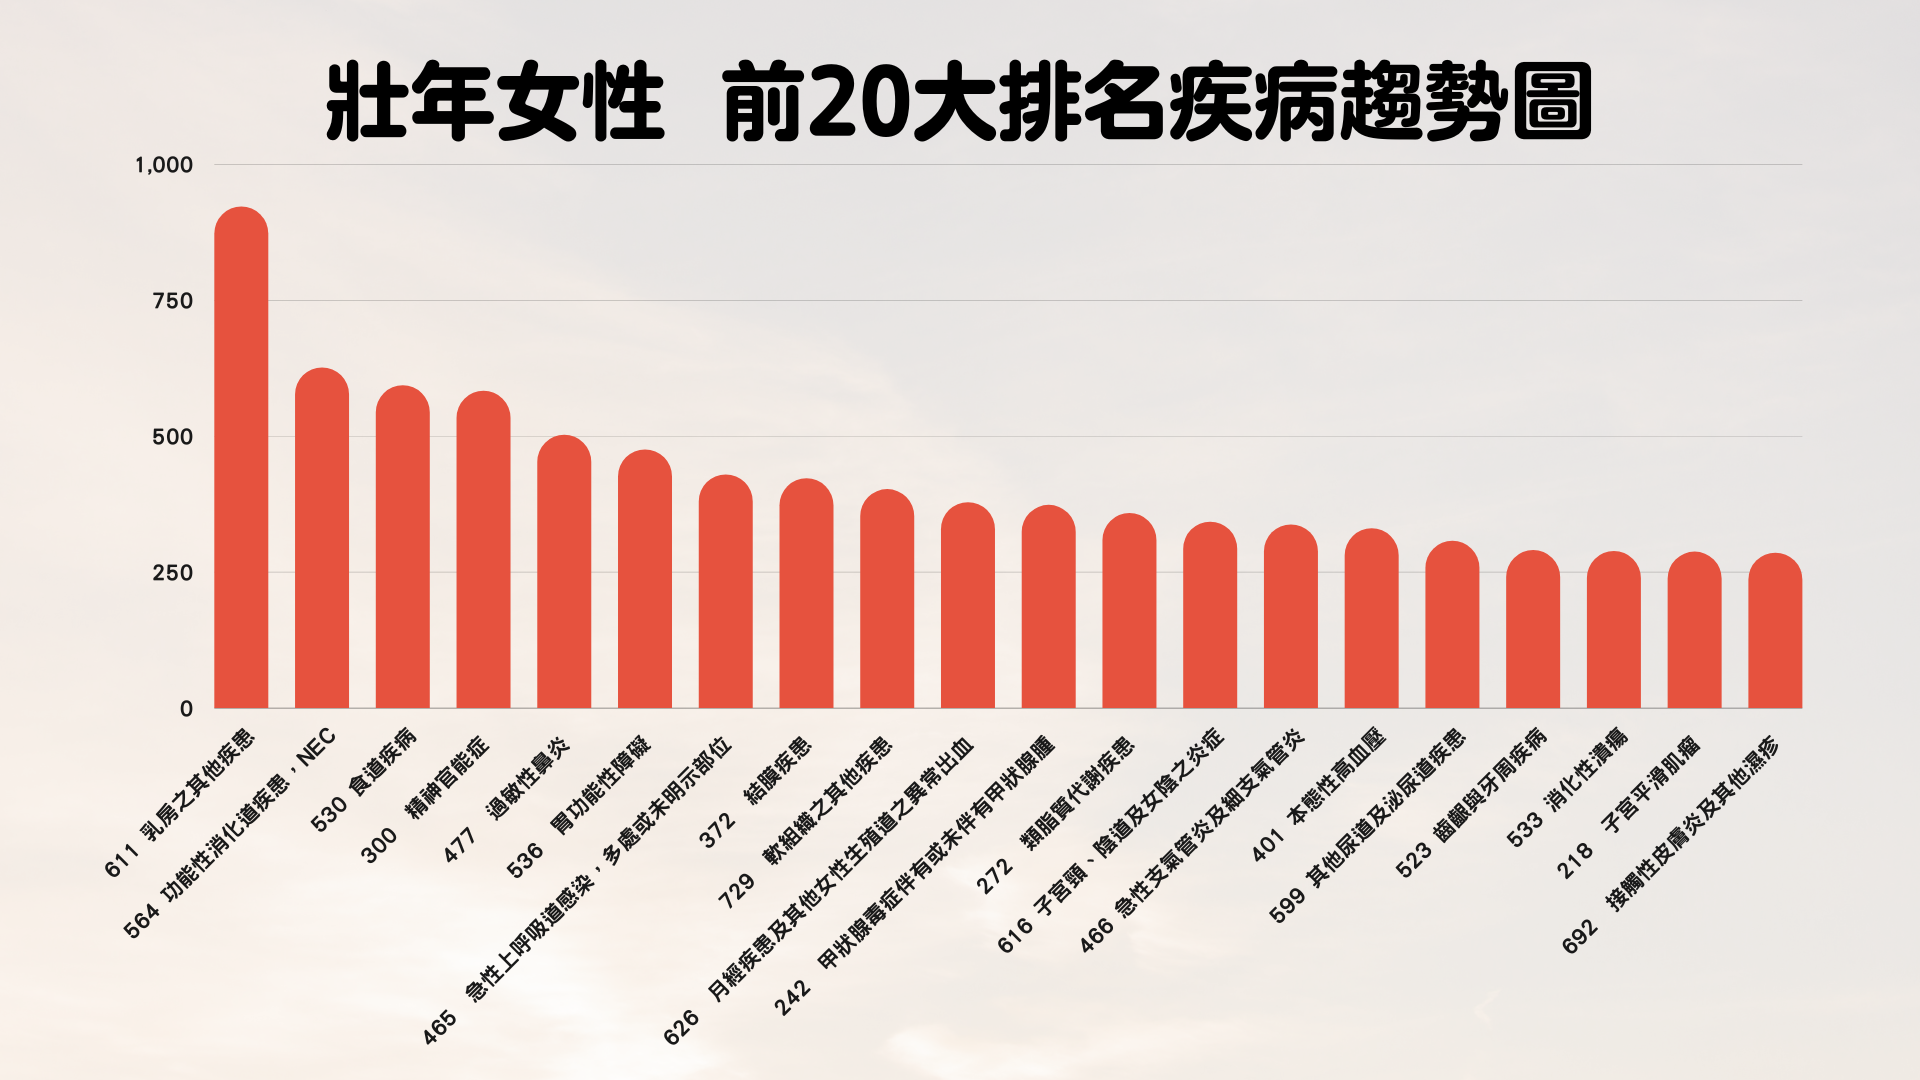 壯年女性 前20大排名疾病趨勢圖
1,000
750
500
250
0
611 乳房之其他疾患
564 功能性消化道疾患，NEC
530 食道疾病
300 精神官能症
477 過敏性鼻炎
536 胃功能性障礙
465 急性上呼吸道感染，多處或未明示部位
372 結膜疾患
729 軟組織之其他疾患
626 月經疾患及其他女性生殖道之異常出血
242 甲狀腺毒症伴有或未伴有甲狀腺腫
272 類脂質代謝疾患
616 子宮頸、陰道及女陰之炎症
466 急性支氣管炎及細支氣管炎
401 本態性高血壓
599 其他尿道及泌尿道疾患
523 齒齦與牙周疾病
533 消化性潰瘍
218 子宮平滑肌瘤
692 接觸性皮膚炎及其他濕疹